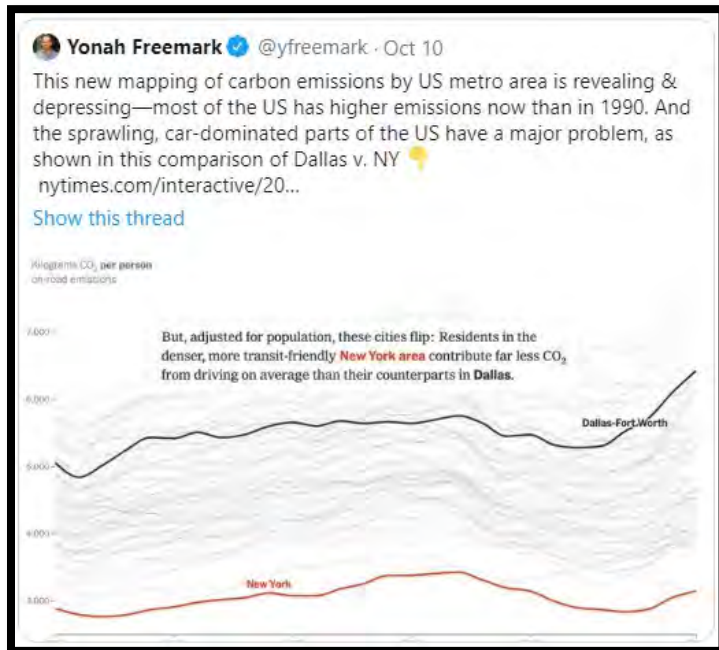 Yonah Freemark @yfreemark · Oct 10
This new mapping of carbon emissions by US metro area is revealing &
depressing—most of the US has higher emissions now than in 1990. And
the sprawling, car-dominated parts of the US have a major problem, as
shown in this comparison of Dallas v. NY 👇
nytimes.com/interactive/20...
Show this thread
Kilograms CO₂ per person
on-road emissions
7,000
But, adjusted for population, these cities flip: Residents in the
denser, more transit-friendly New York area contribute far less CO₂
from driving on average than their counterparts in Dallas.
6,000
Dallas-Fort Worth
5,000
4,000
New York
3,000